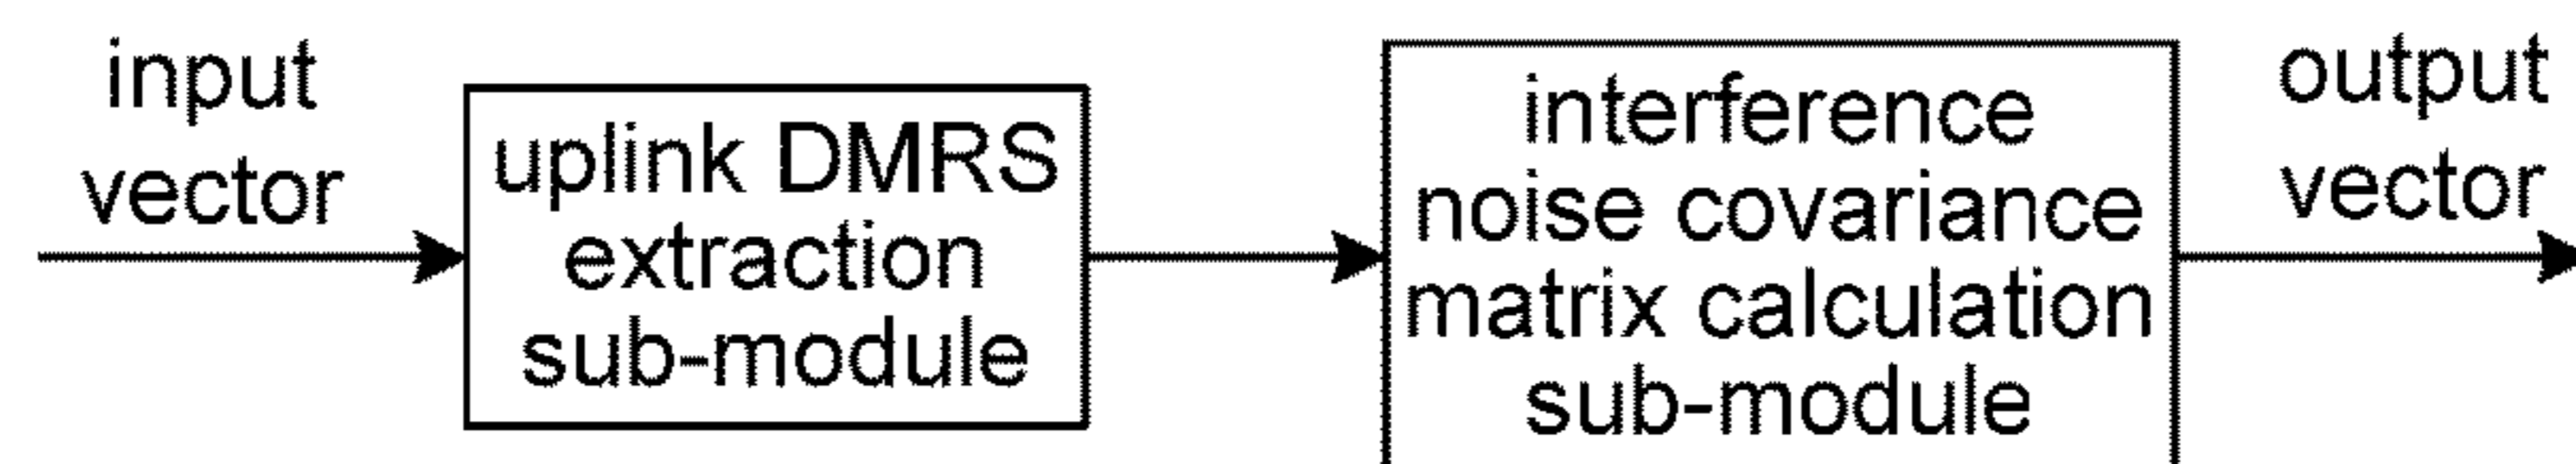 input
vector
uplink DMRS
extraction
sub-module
interference
noise covariance
matrix calculation
sub-module
output
vector